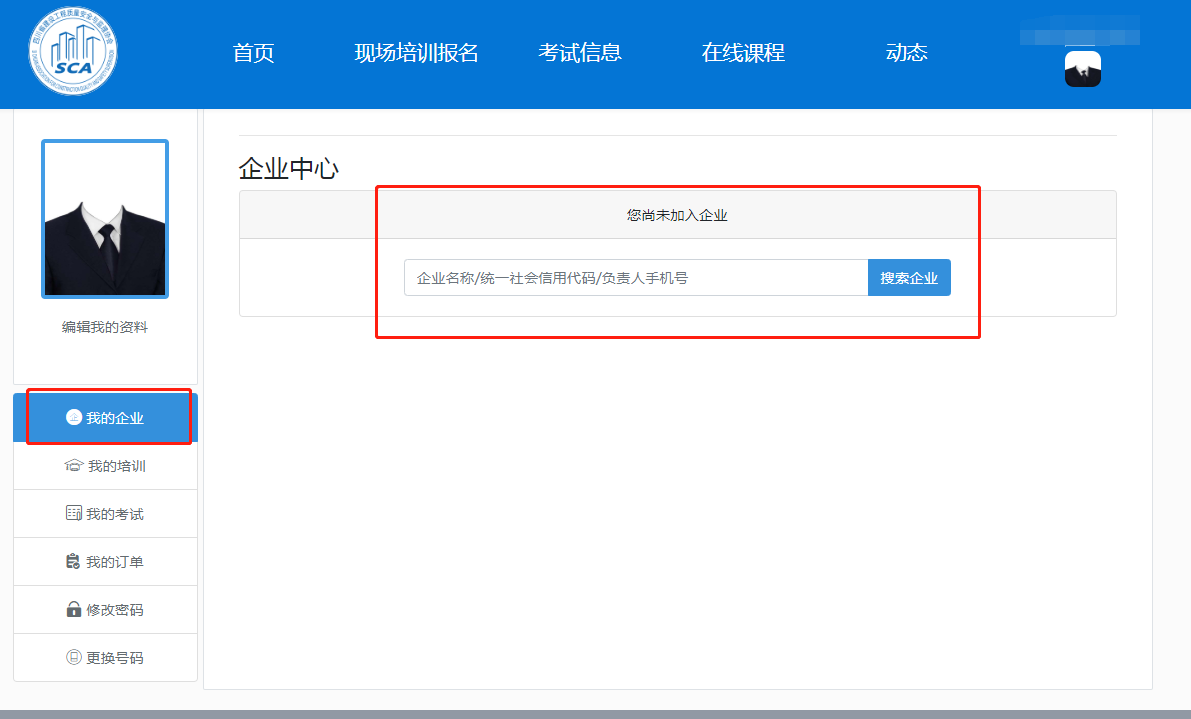 SCA
首页
现场培训报名
考试信息
在线课程
动态
编辑我的资料
我的企业
我的培训
我的考试
我的订单
修改密码
更换号码
企业中心
您尚未加入企业
企业名称/统一社会信用代码/负责人手机号
搜索企业